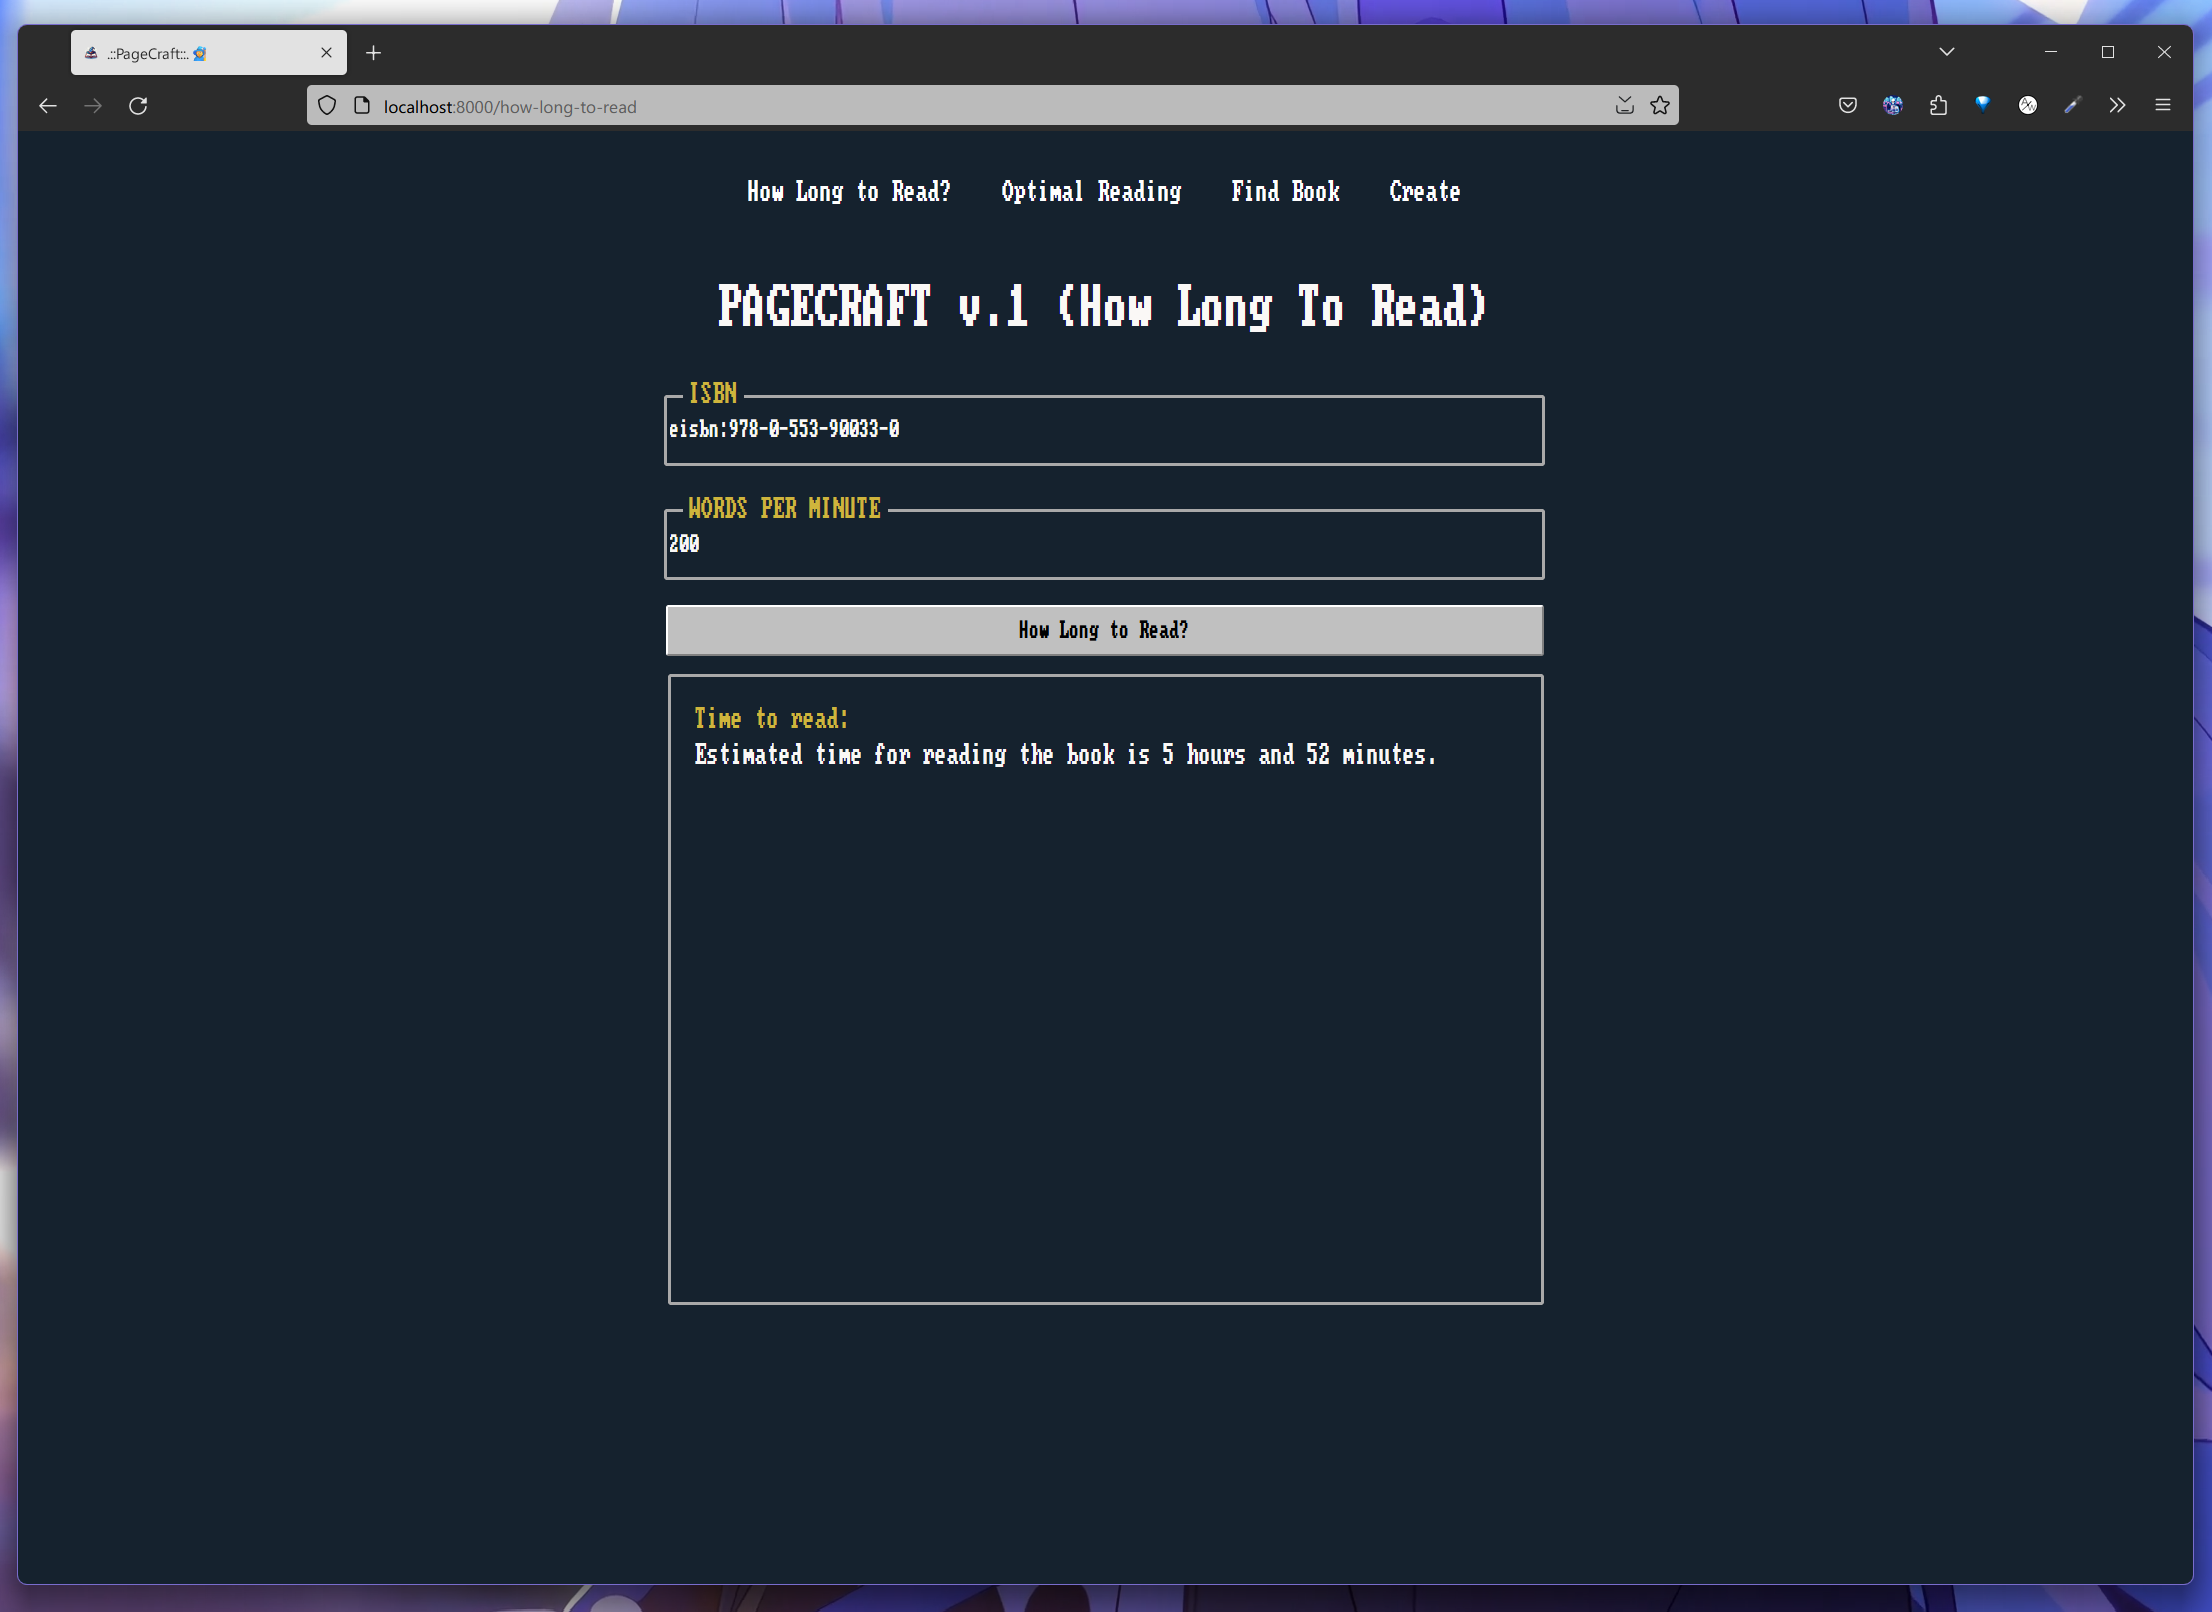 .::PageCraft::.
localhost:8000/how-long-to-read
How Long to Read? Optimal Reading Find Book Create
PAGECRAFT v.1 (How Long To Read)
ISBN
eisbn:978-0-553-90033-0
WORDS PER MINUTE
200
How Long to Read?
Time to read:
Estimated time for reading the book is 5 hours and 52 minutes.